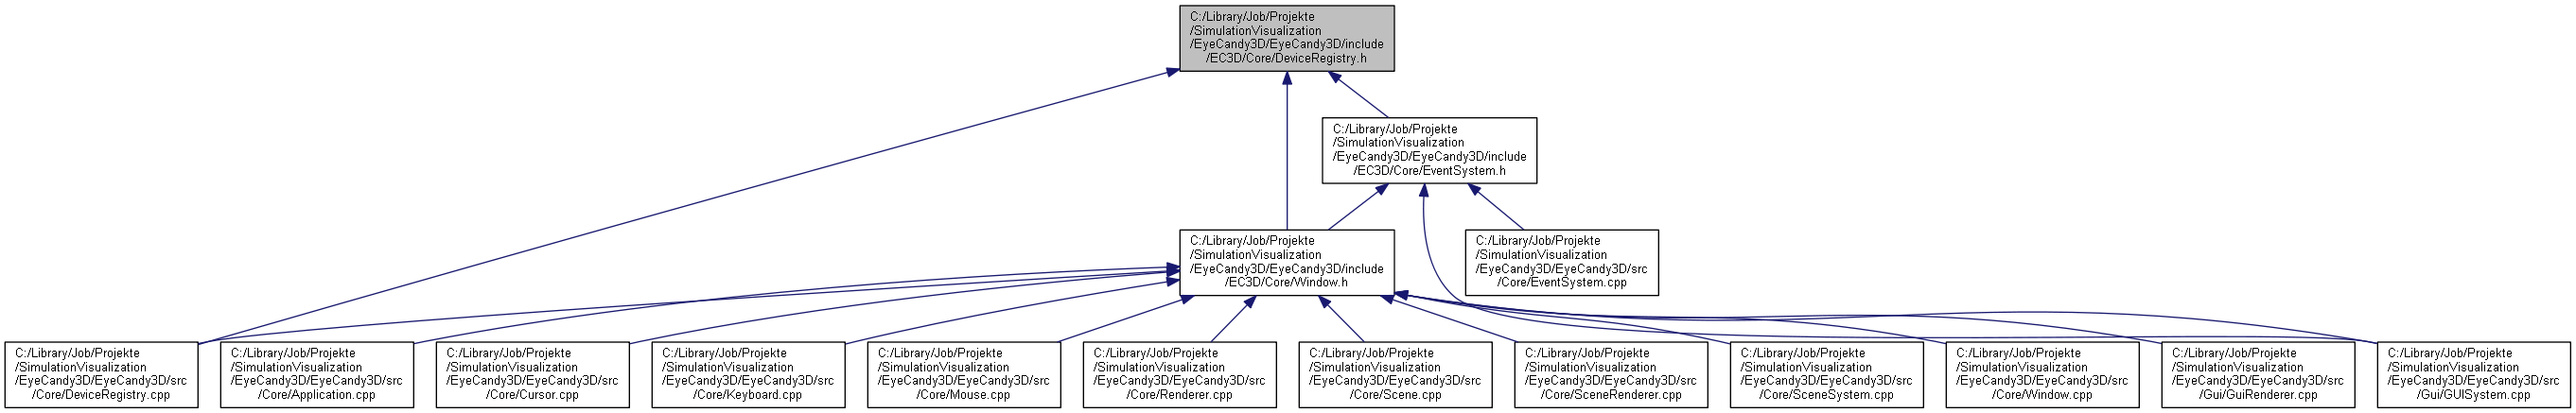 C:/Library/Job/Projekte
/SimulationVisualization
/EyeCandy3D/EyeCandy3D/include
/EC3D/Core/DeviceRegistry.h
C:/Library/Job/Projekte
/SimulationVisualization
/EyeCandy3D/EyeCandy3D/include
/EC3D/Core/EventSystem.h
C:/Library/Job/Projekte
/SimulationVisualization
/EyeCandy3D/EyeCandy3D/include
/EC3D/Core/Window.h
C:/Library/Job/Projekte
/SimulationVisualization
/EyeCandy3D/EyeCandy3D/src
/Core/EventSystem.cpp
C:/Library/Job/Projekte
/SimulationVisualization
/EyeCandy3D/EyeCandy3D/src
/Core/DeviceRegistry.cpp
C:/Library/Job/Projekte
/SimulationVisualization
/EyeCandy3D/EyeCandy3D/src
/Core/Application.cpp
C:/Library/Job/Projekte
/SimulationVisualization
/EyeCandy3D/EyeCandy3D/src
/Core/Cursor.cpp
C:/Library/Job/Projekte
/SimulationVisualization
/EyeCandy3D/EyeCandy3D/src
/Core/Keyboard.cpp
C:/Library/Job/Projekte
/SimulationVisualization
/EyeCandy3D/EyeCandy3D/src
/Core/Mouse.cpp
C:/Library/Job/Projekte
/SimulationVisualization
/EyeCandy3D/EyeCandy3D/src
/Core/Renderer.cpp
C:/Library/Job/Projekte
/SimulationVisualization
/EyeCandy3D/EyeCandy3D/src
/Core/Scene.cpp
C:/Library/Job/Projekte
/SimulationVisualization
/EyeCandy3D/EyeCandy3D/src
/Core/SceneRenderer.cpp
C:/Library/Job/Projekte
/SimulationVisualization
/EyeCandy3D/EyeCandy3D/src
/Core/SceneSystem.cpp
C:/Library/Job/Projekte
/SimulationVisualization
/EyeCandy3D/EyeCandy3D/src
/Core/Window.cpp
C:/Library/Job/Projekte
/SimulationVisualization
/EyeCandy3D/EyeCandy3D/src
/Gui/GuiRenderer.cpp
C:/Library/Job/Projekte
/SimulationVisualization
/EyeCandy3D/EyeCandy3D/src
/Gui/GUISystem.cpp